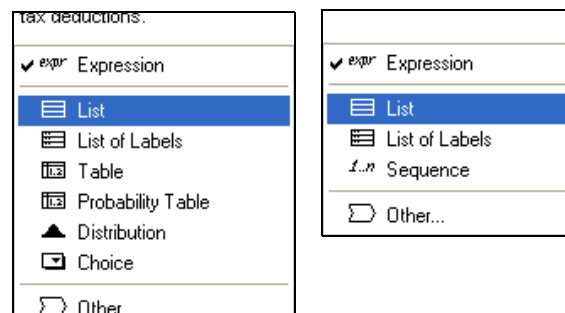 tax deductions.
expr Expression
List
List of Labels
Table
Probability Table
Distribution
Choice
Other
expr Expression
List
List of Labels
1..n Sequence
Other...